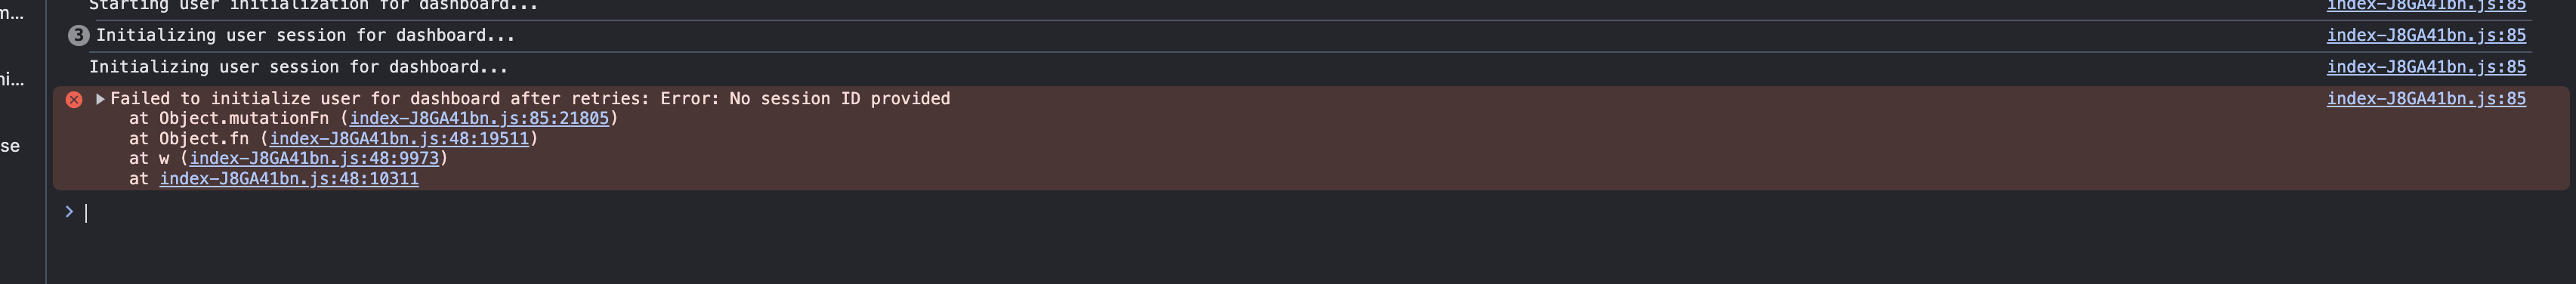 m...
Starting user initialization for dashboard... index-J8GA41bn.js:85
3 Initializing user session for dashboard... index-J8GA41bn.js:85
Initializing user session for dashboard... index-J8GA41bn.js:85
ni...
Failed to initialize user for dashboard after retries: Error: No session ID provided index-J8GA41bn.js:85
at Object.mutationFn (index-J8GA41bn.js:85:21805)
at Object.fn (index-J8GA41bn.js:48:19511)
se
at w (index-J8GA41bn.js:48:9973)
at index-J8GA41bn.js:48:10311